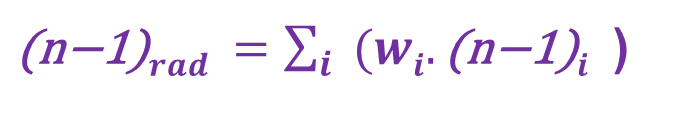 (n−1)rad = ∑i (wi. (n−1)i )